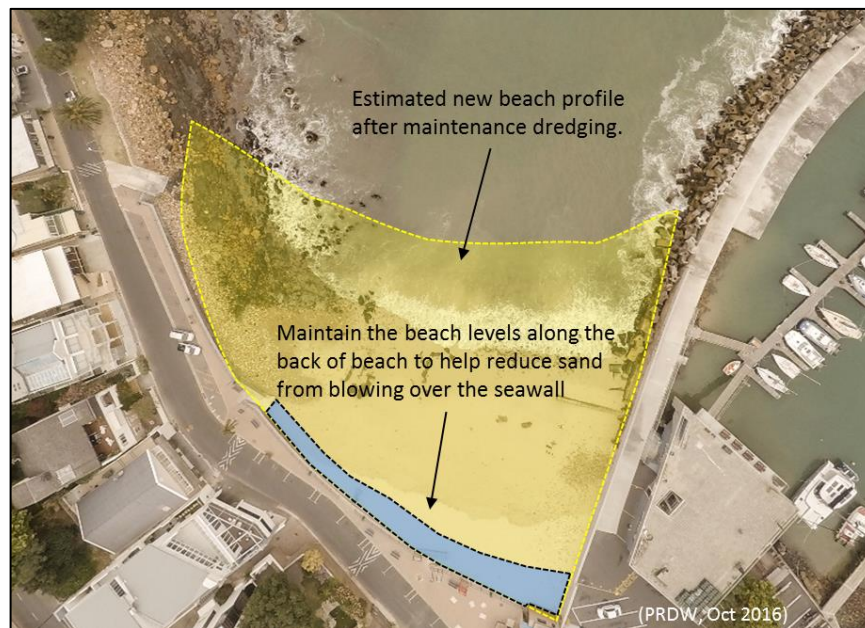 Estimated new beach profile
after maintenance dredging.
Maintain the beach levels along the
back of beach to help reduce sand
from blowing over the seawall
(PRDW, Oct 2016)